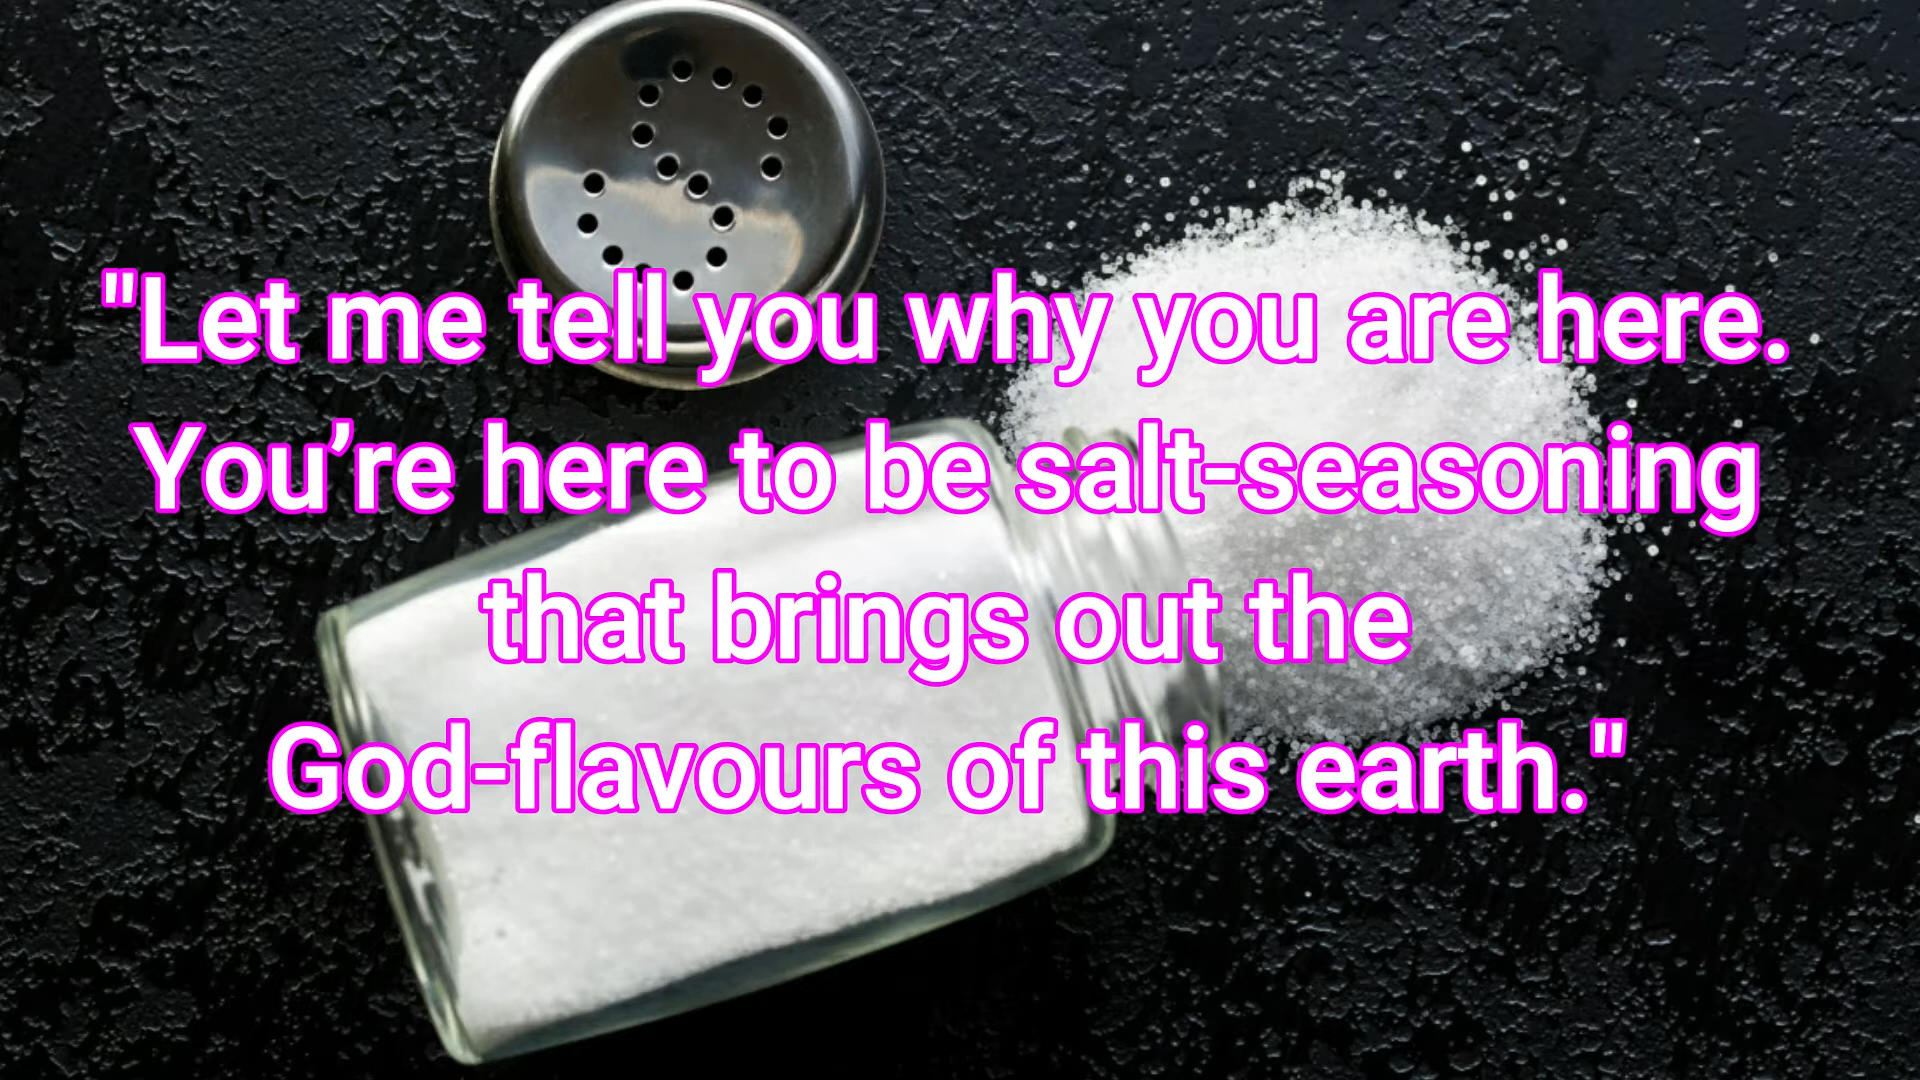 "Let me tell you why you are here.
You’re here to be salt-seasoning
that brings out the
God-flavours of this earth."